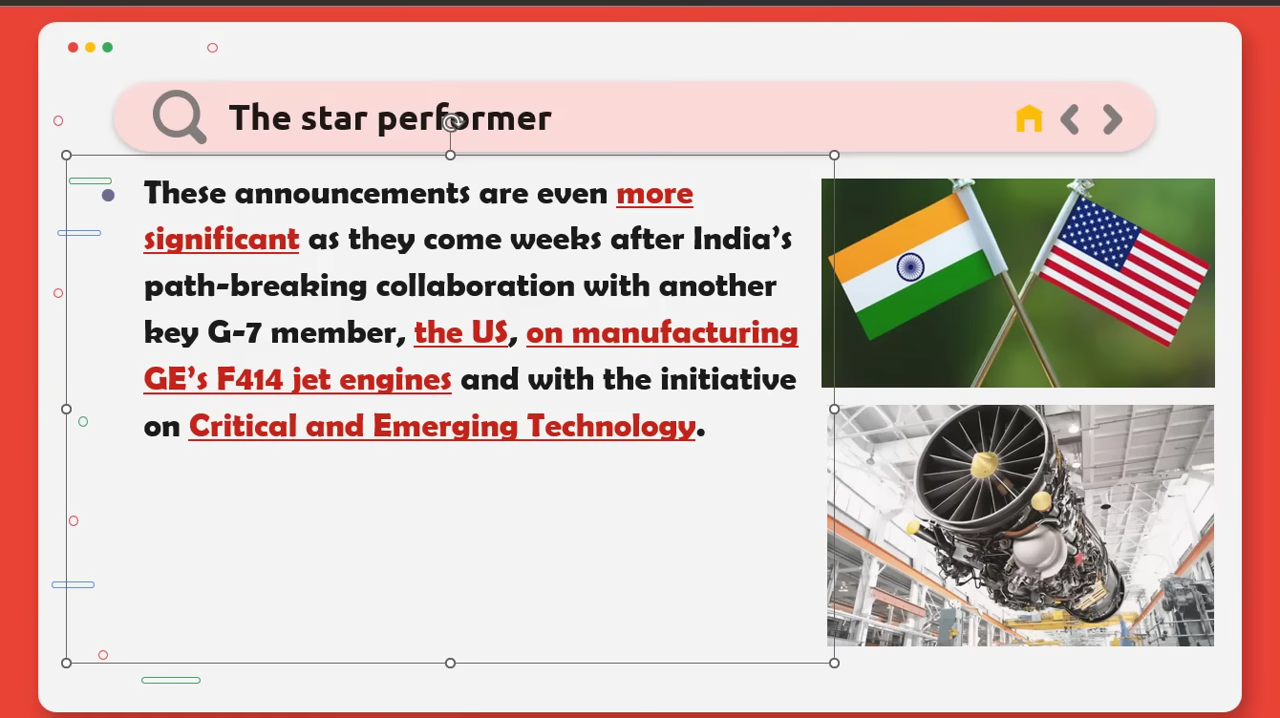 The star performer
These announcements are even more
significant as they come weeks after India's
path-breaking collaboration with another
key G-7 member, the US, on manufacturing
GE's F414 jet engines and with the initiative
on Critical and Emerging Technology.